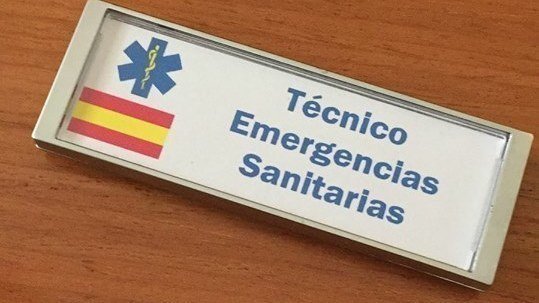 Técnico
Emergencias
Sanitarias